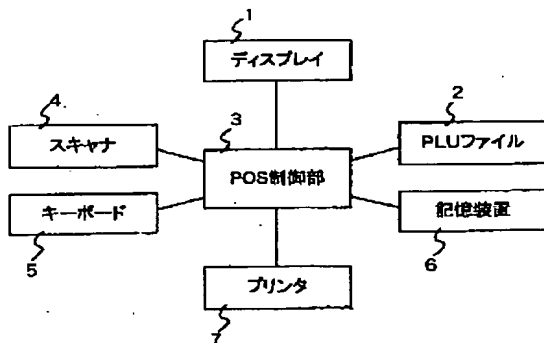 1
ディスプレイ
4
スキャナ
3
POS制御部
2
PLUファイル
キーボード
5
記憶装置
6
プリンタ
7